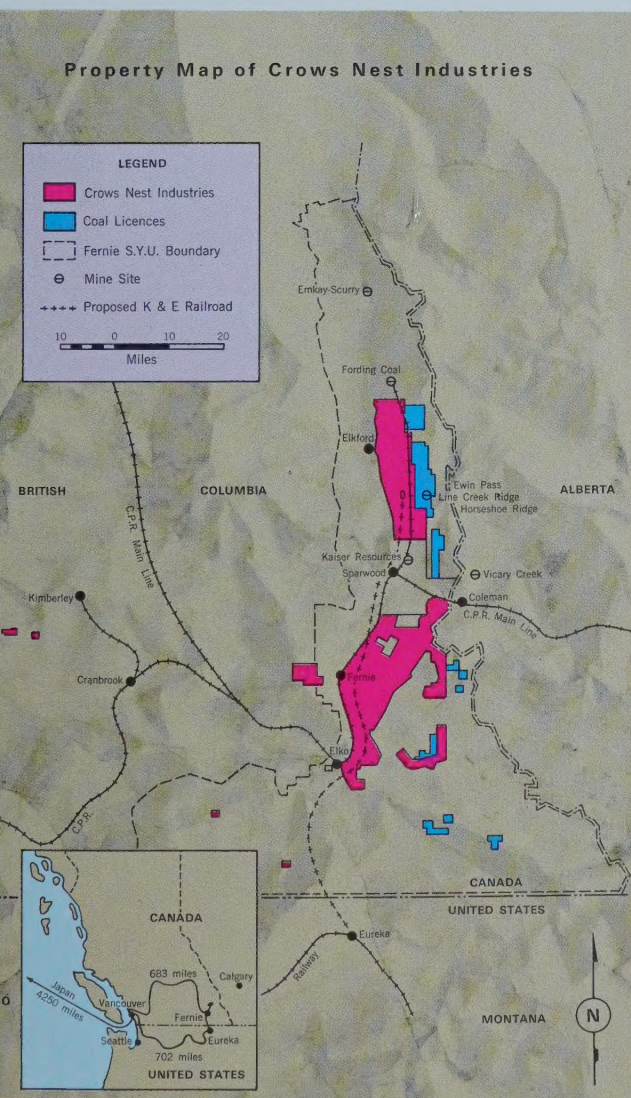 Property Map of Crows Nest Industries
LEGEND
Crows Nest Industries
Coal Licences
Fernie S.Y.U. Boundary
Mine Site
Proposed K & E Railroad
10 0 10 20
Miles
Emkay-Scurry
Fording Coal
Elkford
BRITISH
COLUMBIA
Ewin Pass
Line Creek Ridge
Horseshoe Ridge
ALBERTA
C.P.R. Main Line
Kaiser Resources
Sparwood
Vicary Creek
Kimberley
Coleman
C.P.R. Main Line
Cranbrook
Fernie
Elko
C.P.R.
CANADA
UNITED STATES
Eureka
Railway
MONTANA
N
CANADA
683 miles
Calgary
Japan
4250 miles
Vancouver
Fernie
Seattle
Eureka
702 miles
UNITED STATES